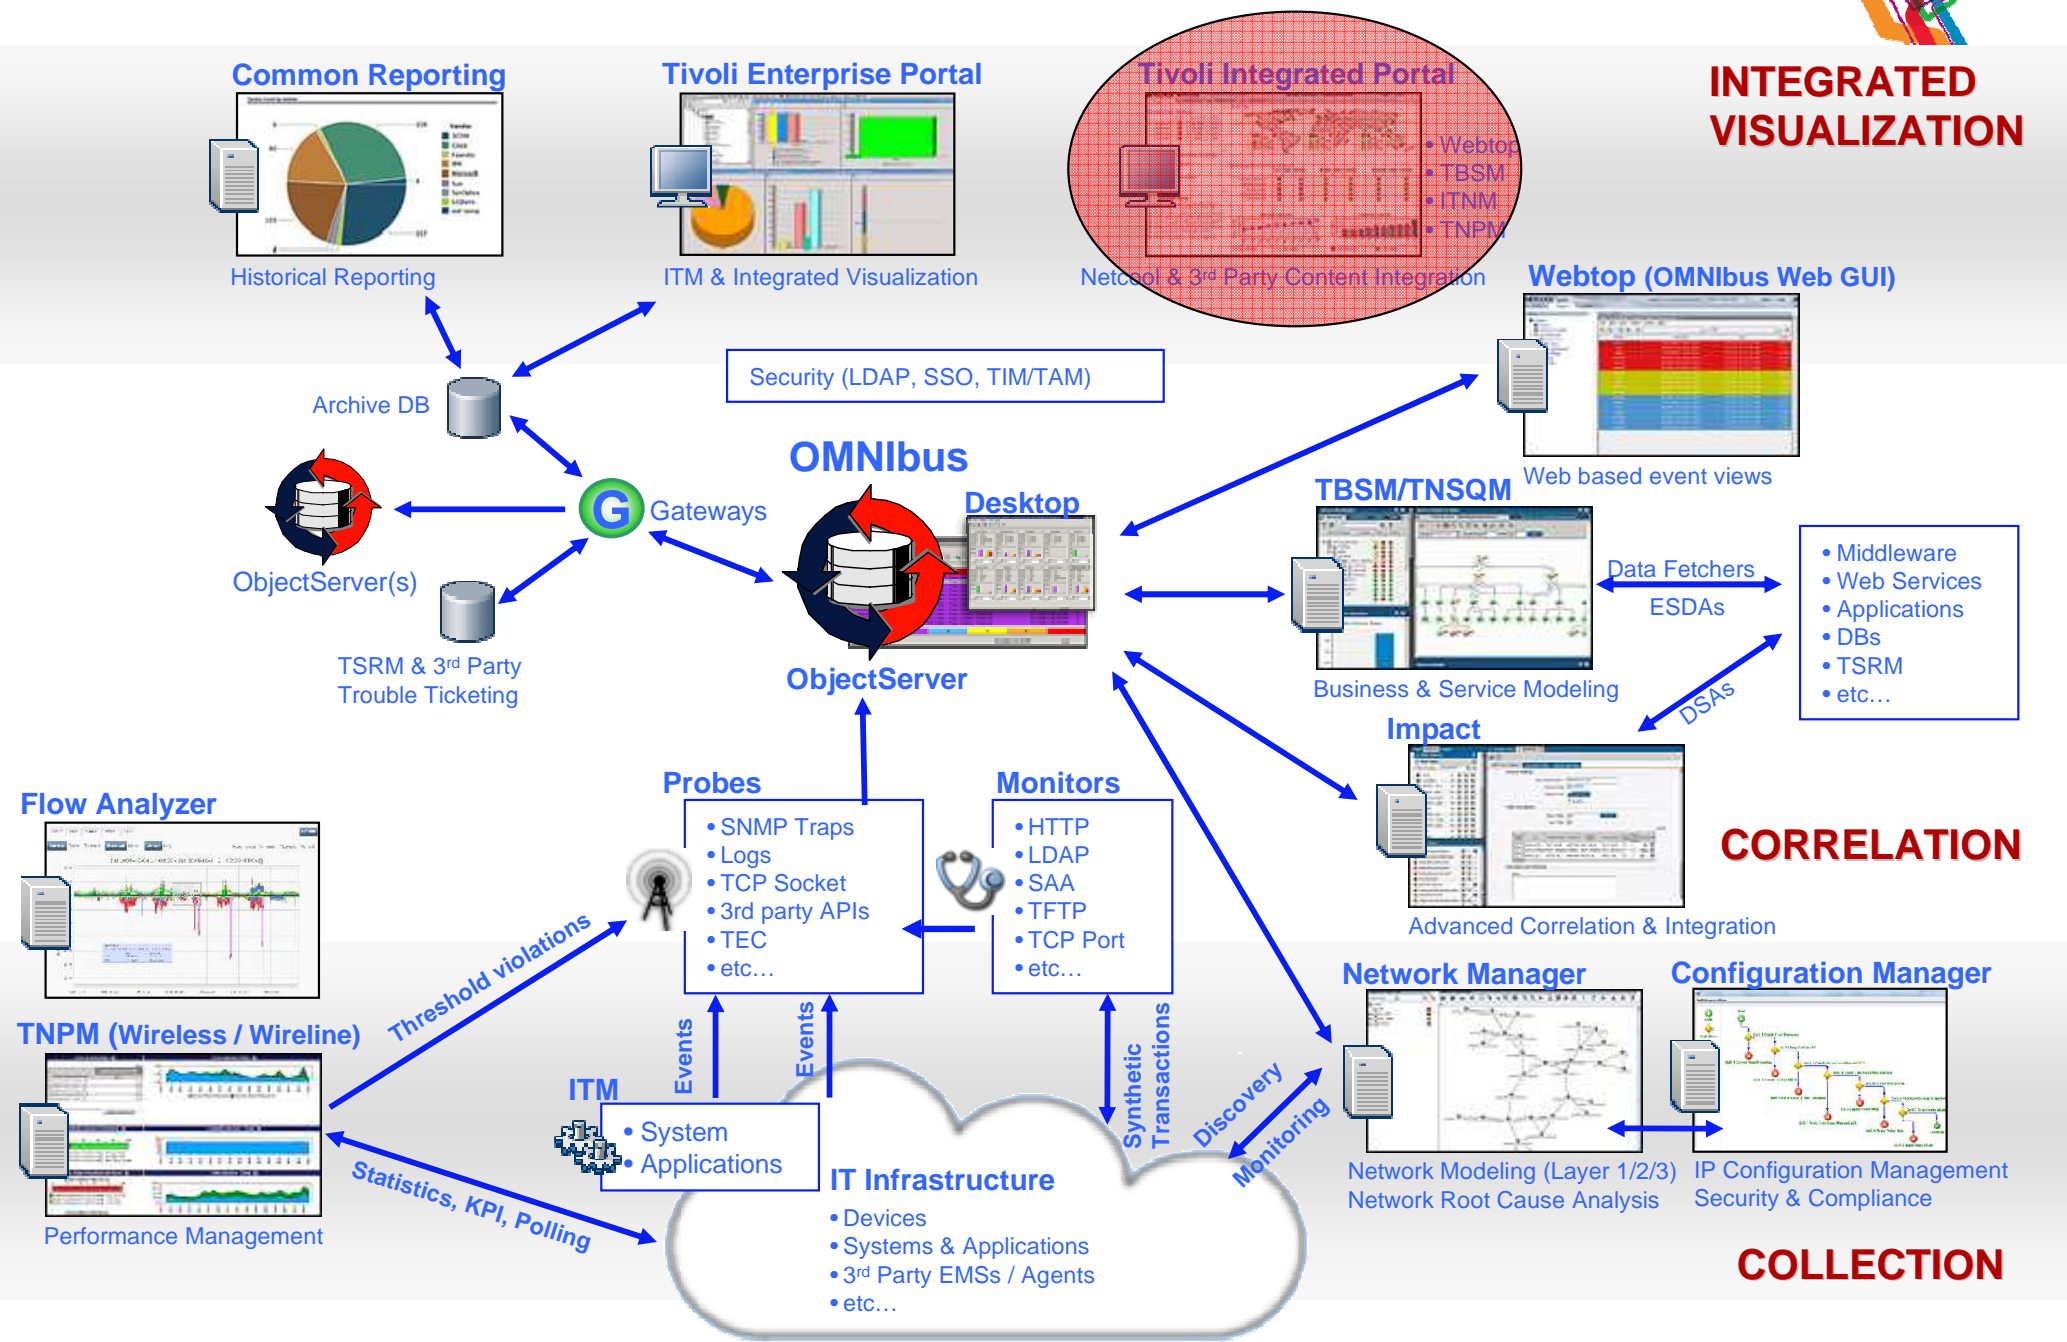 INTEGRATED
VISUALIZATION
Common Reporting
Vendor
Historical Reporting
Tivoli Enterprise Portal
ITM & Integrated Visualization
Tivoli Integrated Portal
• Webtop
• TBSM
• ITNM
• TNPM
Netcool & 3rd Party Content Integration
Webtop (OMNIbus Web GUI)
Web based event views
Security (LDAP, SSO, TIM/TAM)
Archive DB
G
Gateways
ObjectServer(s)
TSRM & 3rd Party
Trouble Ticketing
OMNIbus
Desktop
ObjectServer
TBSM/TNSQM
Business & Service Modeling
Data Fetchers
ESDAs
• Middleware
• Web Services
• Applications
• DBs
• TSRM
• etc…
DSAs
Impact
Advanced Correlation & Integration
CORRELATION
Flow Analyzer
Probes
• SNMP Traps
• Logs
• TCP Socket
• 3rd party APIs
• TEC
• etc…
Monitors
• HTTP
• LDAP
• SAA
• TFTP
• TCP Port
• etc…
Threshold violations
TNPM (Wireless / Wireline)
Performance Management
Statistics, KPI, Polling
Events
Events
Synthetic
Transactions
Discovery
Monitoring
ITM
• System
• Applications
IT Infrastructure
• Devices
• Systems & Applications
• 3rd Party EMSs / Agents
• etc…
Network Manager
Network Modeling (Layer 1/2/3)
Network Root Cause Analysis
Configuration Manager
IP Configuration Management
Security & Compliance
COLLECTION